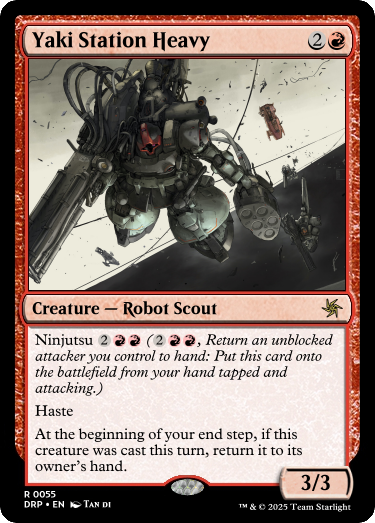 Yaki Station Heavy 2
Creature — Robot Scout
Ninjutsu 2 (2, Return an unblocked
attacker you control to hand: Put this card onto
the battlefield from your hand tapped and
attacking.)
Haste
At the beginning of your end step, if this
creature was cast this turn, return it to its
owner's hand.
3/3
R 0055
DRP • EN TAN DI
™ & © 2025 Team Starlight